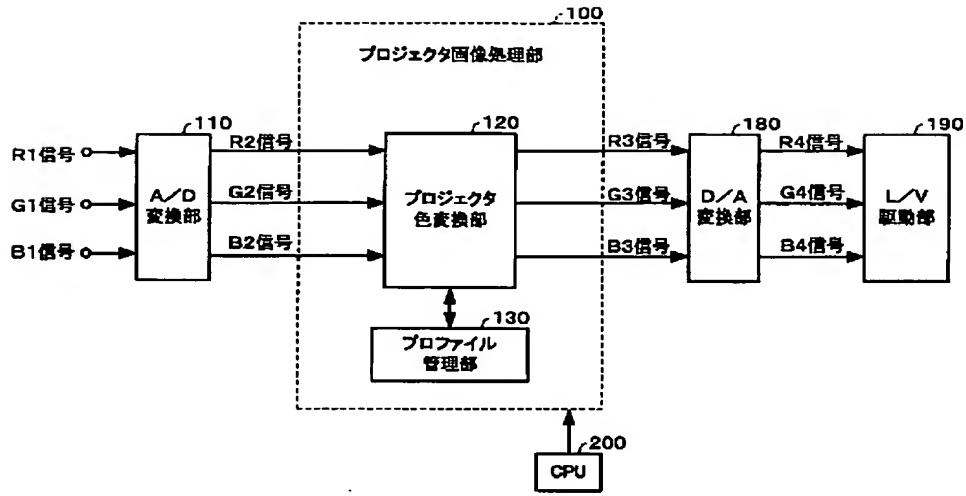 100
プロジェクタ画像処理部
110
120
180
190
R1信号
R2信号
R3信号
R4信号
G1信号
A/D
変換部
G2信号
プロジェクタ
色変換部
G3信号
D/A
変換部
G4信号
L/V
駆動部
B1信号
B2信号
B3信号
B4信号
130
プロファイル
管理部
200
CPU